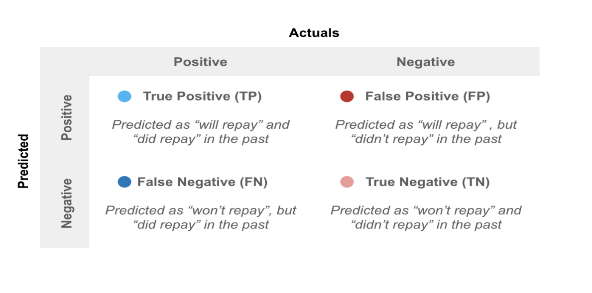 Actuals
Positive Negative
Predicted
Positive
True Positive (TP) False Positive (FP)
Predicted as “will repay” and Predicted as “will repay” , but
“did repay” in the past “didn’t repay” in the past
Negative
False Negative (FN) True Negative (TN)
Predicted as “won’t repay”, but Predicted as “won’t repay” and
“did repay” in the past “didn’t repay” in the past